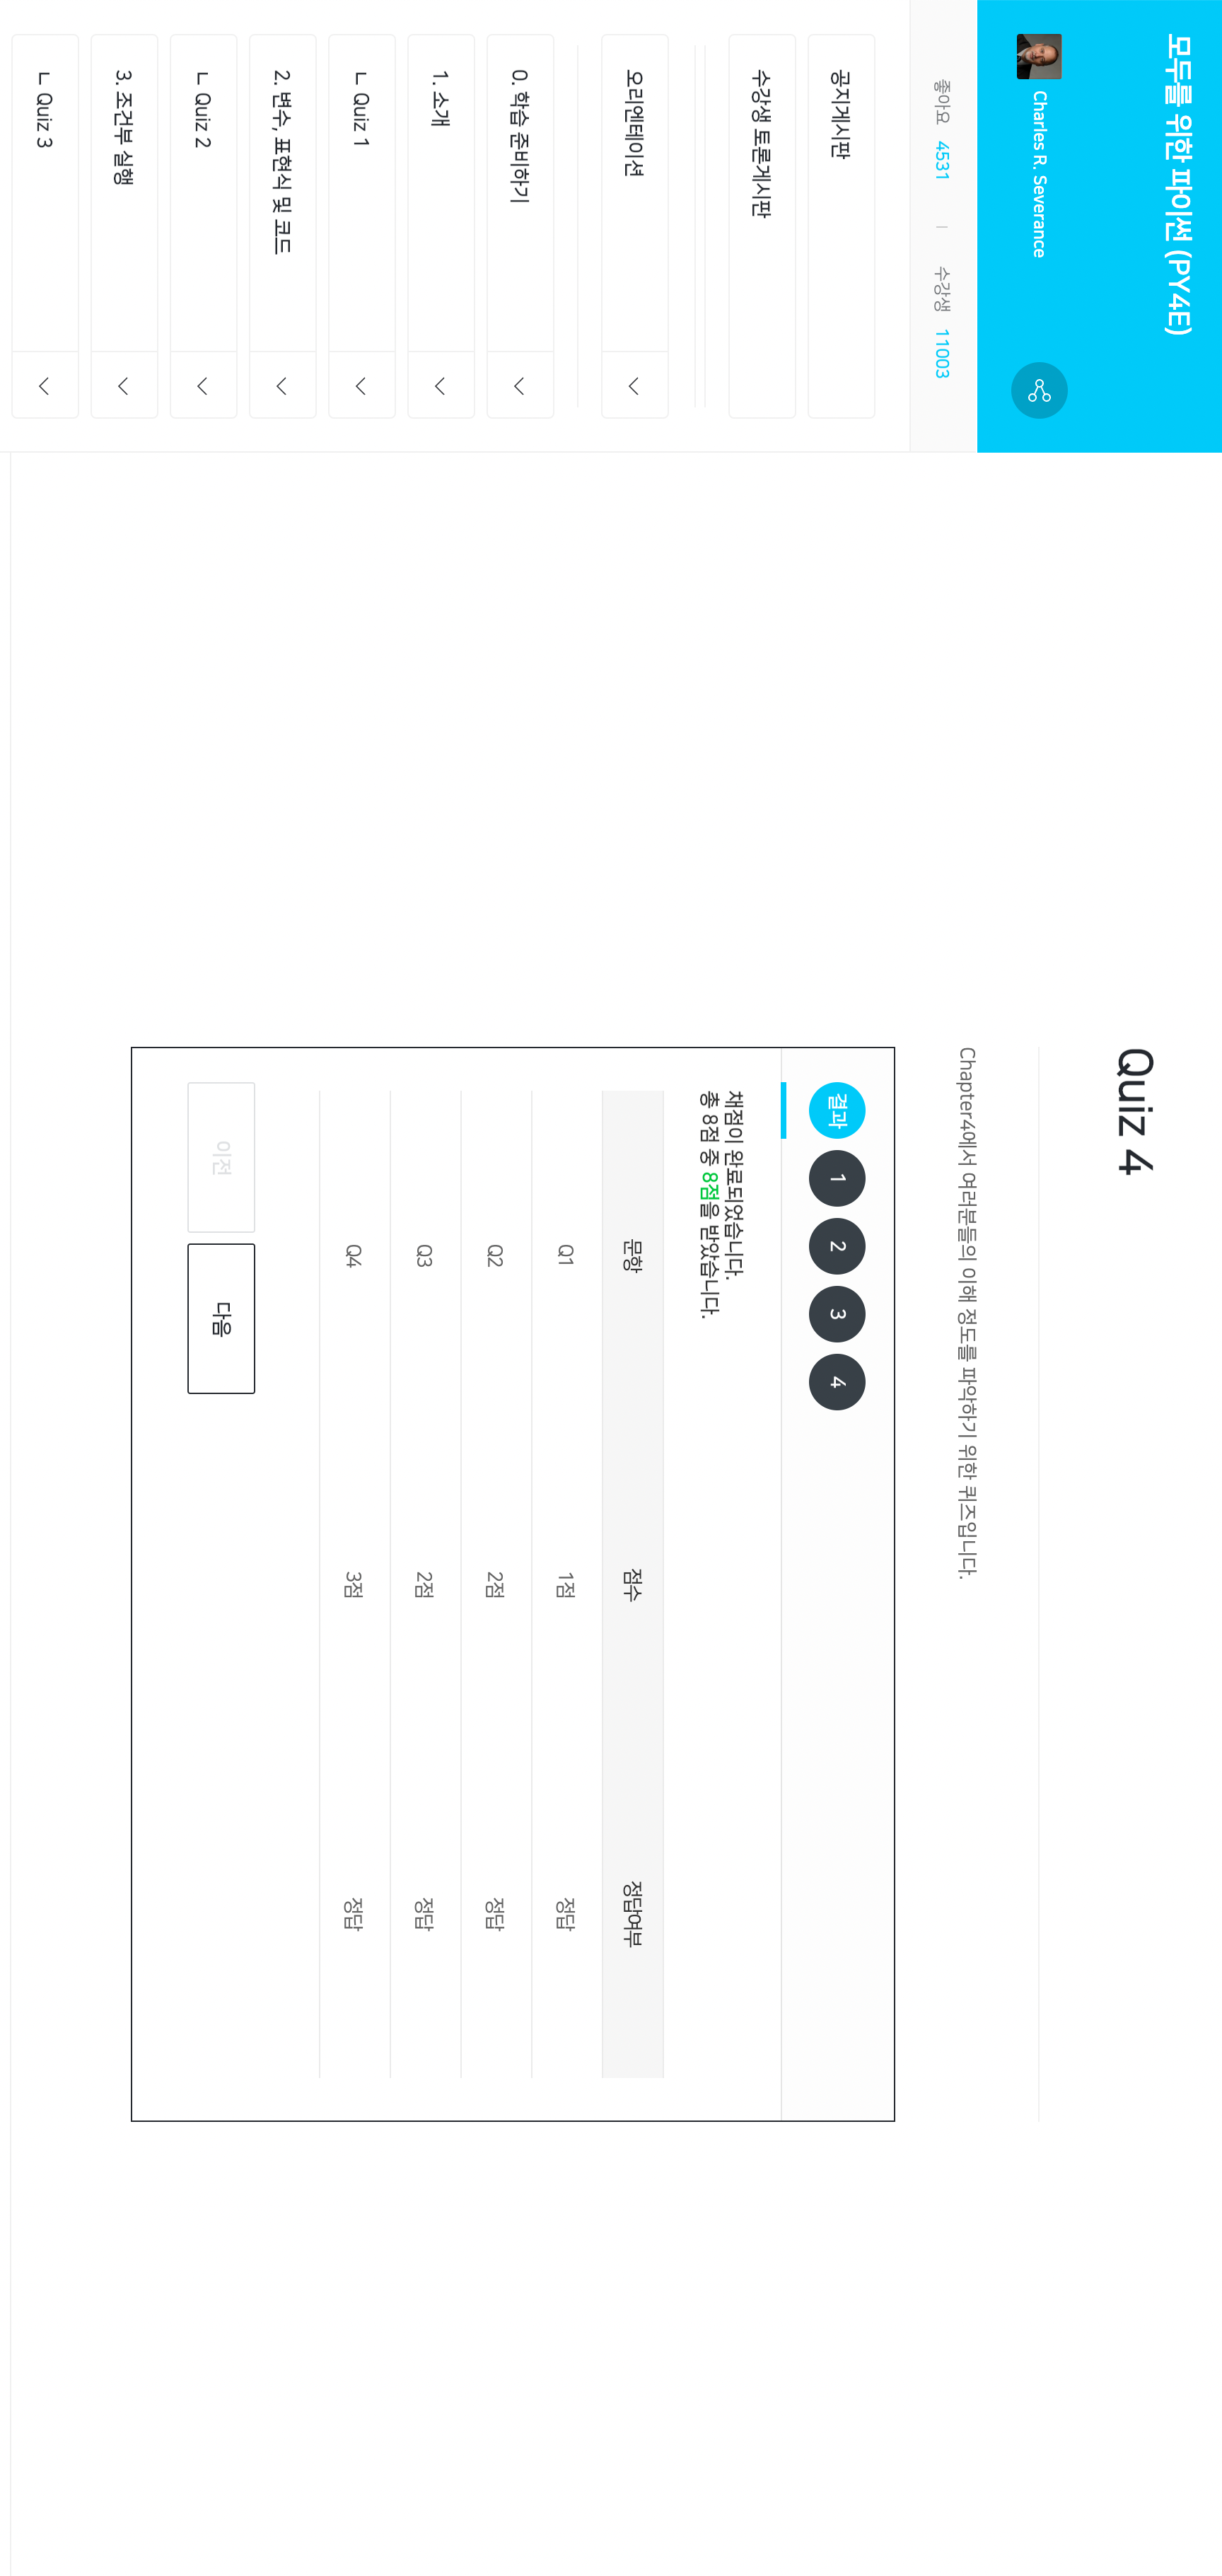 모두를 위한 파이썬 (PY4E)
Charles R. Severance
좋아요 4531 | 수강생 11003
공지게시판
수강생 토론게시판
오리엔테이션
0. 학습 준비하기
1. 소개
ㄴ Quiz 1
2. 변수, 표현식 및 코드
ㄴ Quiz 2
3. 조건부 실행
ㄴ Quiz 3
Quiz 4
Chapter4에서 여러분들의 이해 정도를 파악하기 위한 퀴즈입니다.
결과 1 2 3 4
채점이 완료되었습니다.
총 8점 중 8점을 받았습니다.
문항 점수 정답여부
Q1 1점 정답
Q2 2점 정답
Q3 2점 정답
Q4 3점 정답
이전 다음